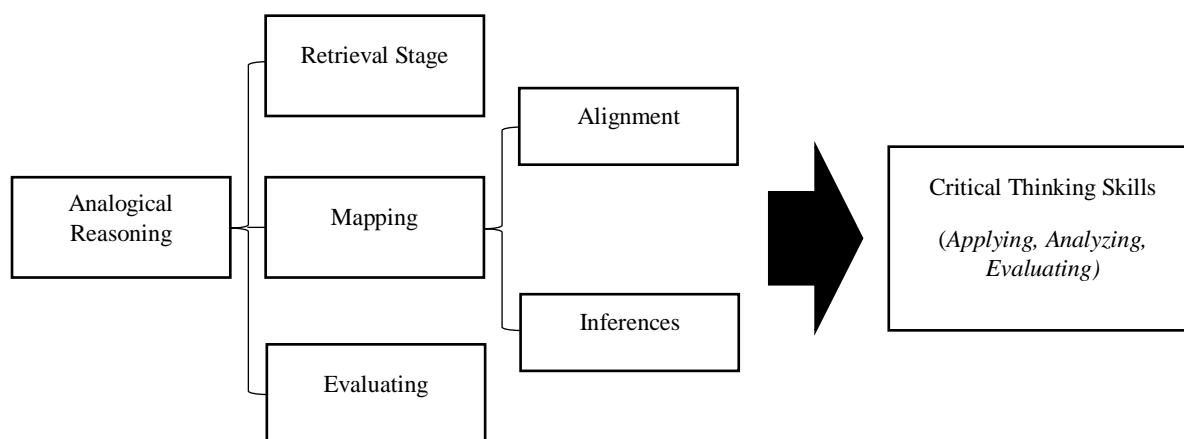 Analogical
Reasoning
Retrieval Stage
Mapping
Evaluating
Alignment
Inferences
Critical Thinking Skills
(Applying, Analyzing,
Evaluating)